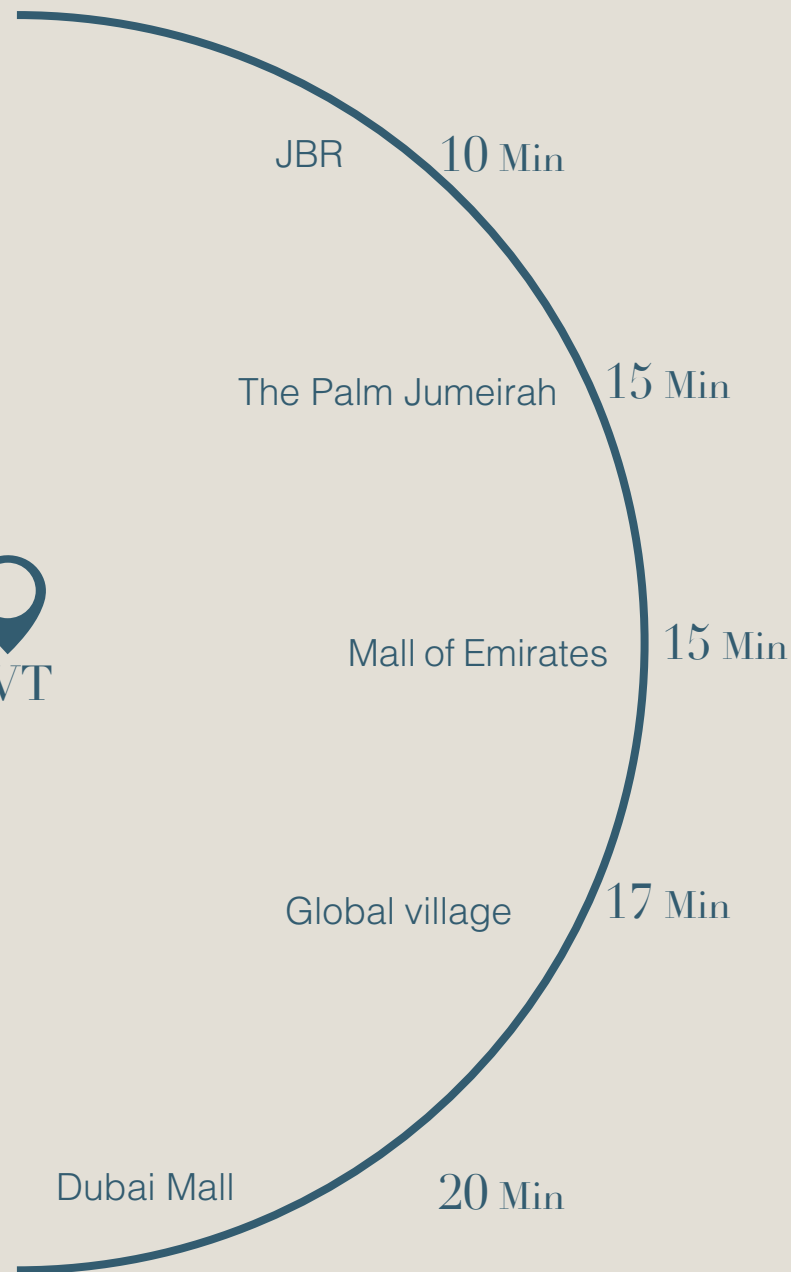 JBR 10 Min
The Palm Jumeirah 15 Min
Mall of Emirates 15 Min
VT
Global village 17 Min
Dubai Mall 20 Min